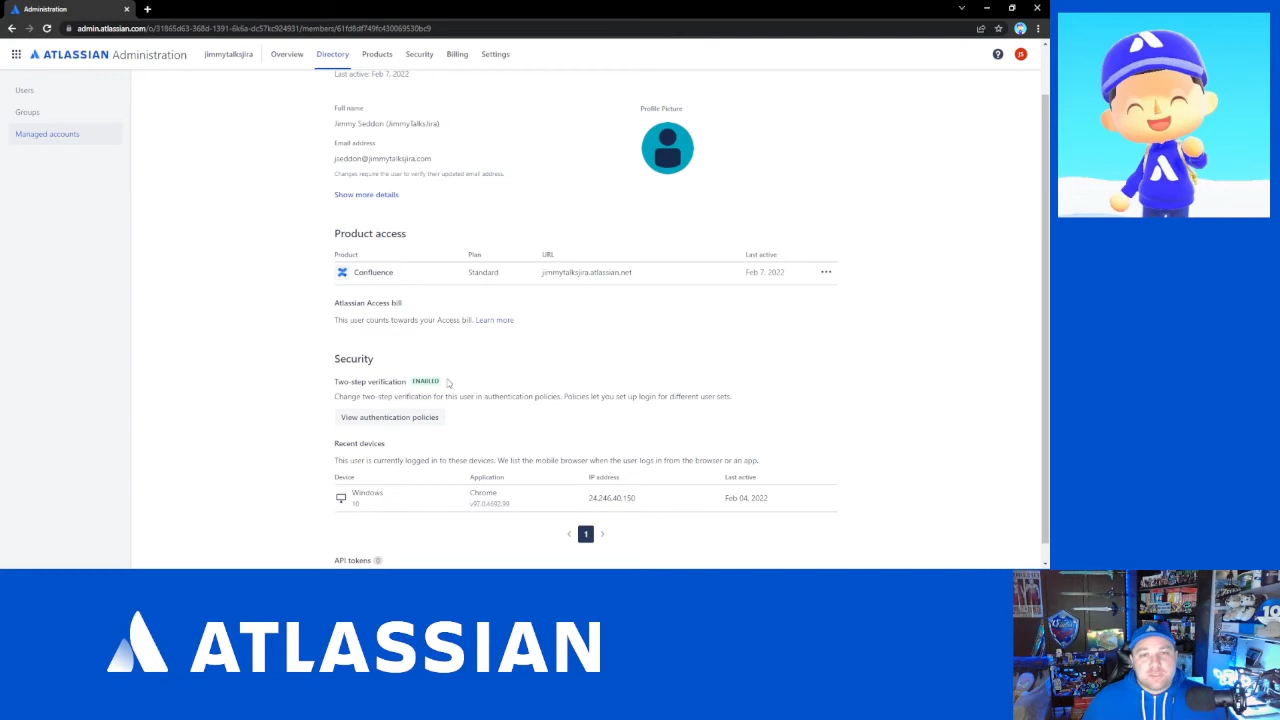 Administration
admin.atlassian.com/o/31865d63-368d-1391-6k6a-dc57kc924931/members/61fd8df749fc430069530bc9
ATLASSIAN Administration
jimmytalksjira
Overview
Directory
Products
Security
Billing
Settings
JS
Users
Groups
Managed accounts
Last active: Feb 7, 2022
Full name
Profile Picture
Jimmy Seddon (JimmyTalksJira)
Email address
jseddon@jimmytalksjira.com
Changes require the user to verify their updated email address.
Show more details
Product access
Product Plan URL Last active
Confluence Standard jimmytalksjira.atlassian.net Feb 7, 2022
Atlassian Access bill
This user counts towards your Access bill. Learn more
Security
Two-step verification ENABLED
Change two-step verification for this user in authentication policies. Policies let you set up login for different user sets.
View authentication policies
Recent devices
This user is currently logged in to these devices. We list the mobile browser when the user logs in from the browser or an app.
Device Application IP address Last active
Windows Chrome 24.246.40.150 Feb 04, 2022
10 v97.0.4692.99
1
API tokens 0
ATLASSIAN